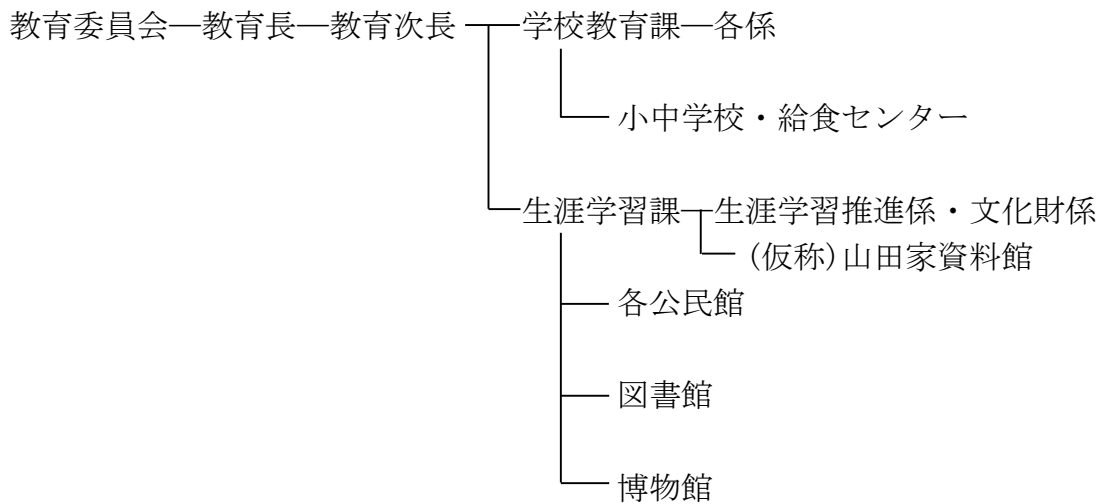 教育委員会―教育長―教育次長 学校教育課―各係
小中学校・給食センター
生涯学習課 生涯学習推進係・文化財係
(仮称)山田家資料館
各公民館
図書館
博物館